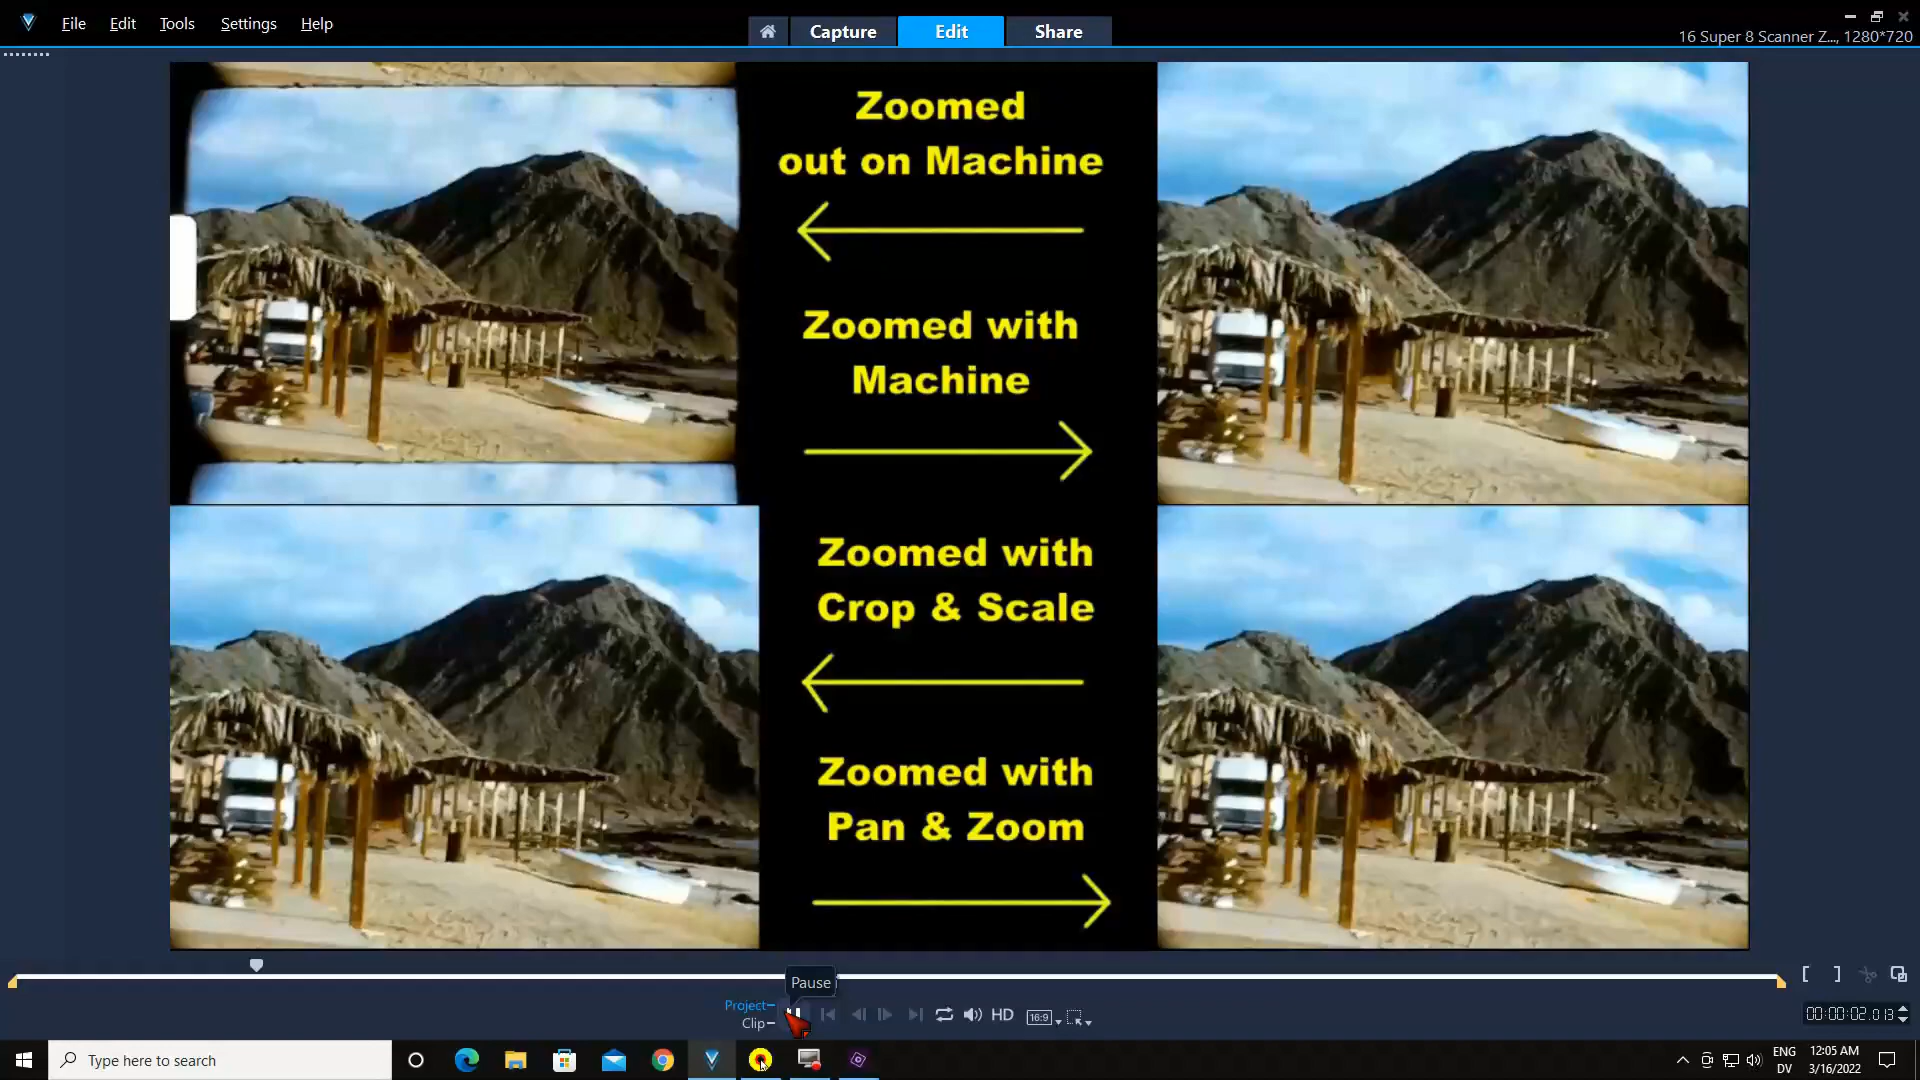 File Edit Tools Settings Help
Capture Edit Share
16 Super 8 Scanner Z..., 1280*720
Zoomed
out on Machine
Zoomed with
Machine
Zoomed with
Crop & Scale
Zoomed with
Pan & Zoom
Pause
Project
Clip
HD
16:9
00:00:02.013
Type here to search
ENG
DV
12:05 AM
3/16/2022